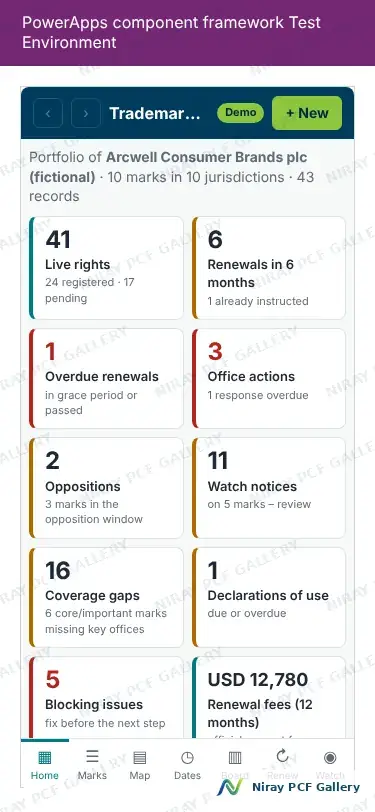 PowerApps component framework Test
Environment
‹ › Trademar... Demo + New
Portfolio of Arcwell Consumer Brands plc
(fictional) · 10 marks in 10 jurisdictions · 43
records
41
Live rights
24 registered · 17
pending
6
Renewals in 6
months
1 already instructed
1
Overdue renewals
in grace period or
passed
3
Office actions
1 response overdue
2
Oppositions
3 marks in the
opposition window
11
Watch notices
on 5 marks – review
16
Coverage gaps
6 core/important marks
missing key offices
1
Declarations of use
due or overdue
5
Blocking issues
fix before the next step
USD 12,780
Renewal fees (12
months)
Home Marks Map Dates Board Renew Watch
Niray PCF Gallery
NIRAY PCF GALLERY